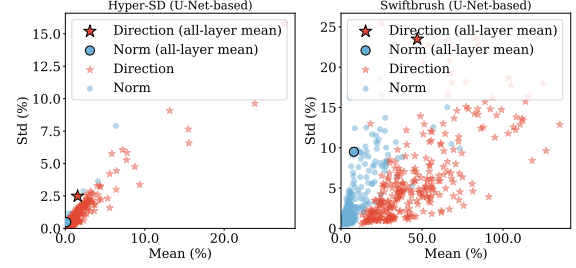 Hyper-SD (U-Net-based)
Std (%)
15.0
12.5
10.0
7.5
5.0
2.5
0.0
Direction (all-layer mean)
Norm (all-layer mean)
Direction
Norm
0.0 10.0 20.0
Mean (%)
Swiftbrush (U-Net-based)
Std (%)
25
20
15
10
5
0
Direction (all-layer mean)
Norm (all-layer mean)
Direction
Norm
0.0 50.0 100.0
Mean (%)